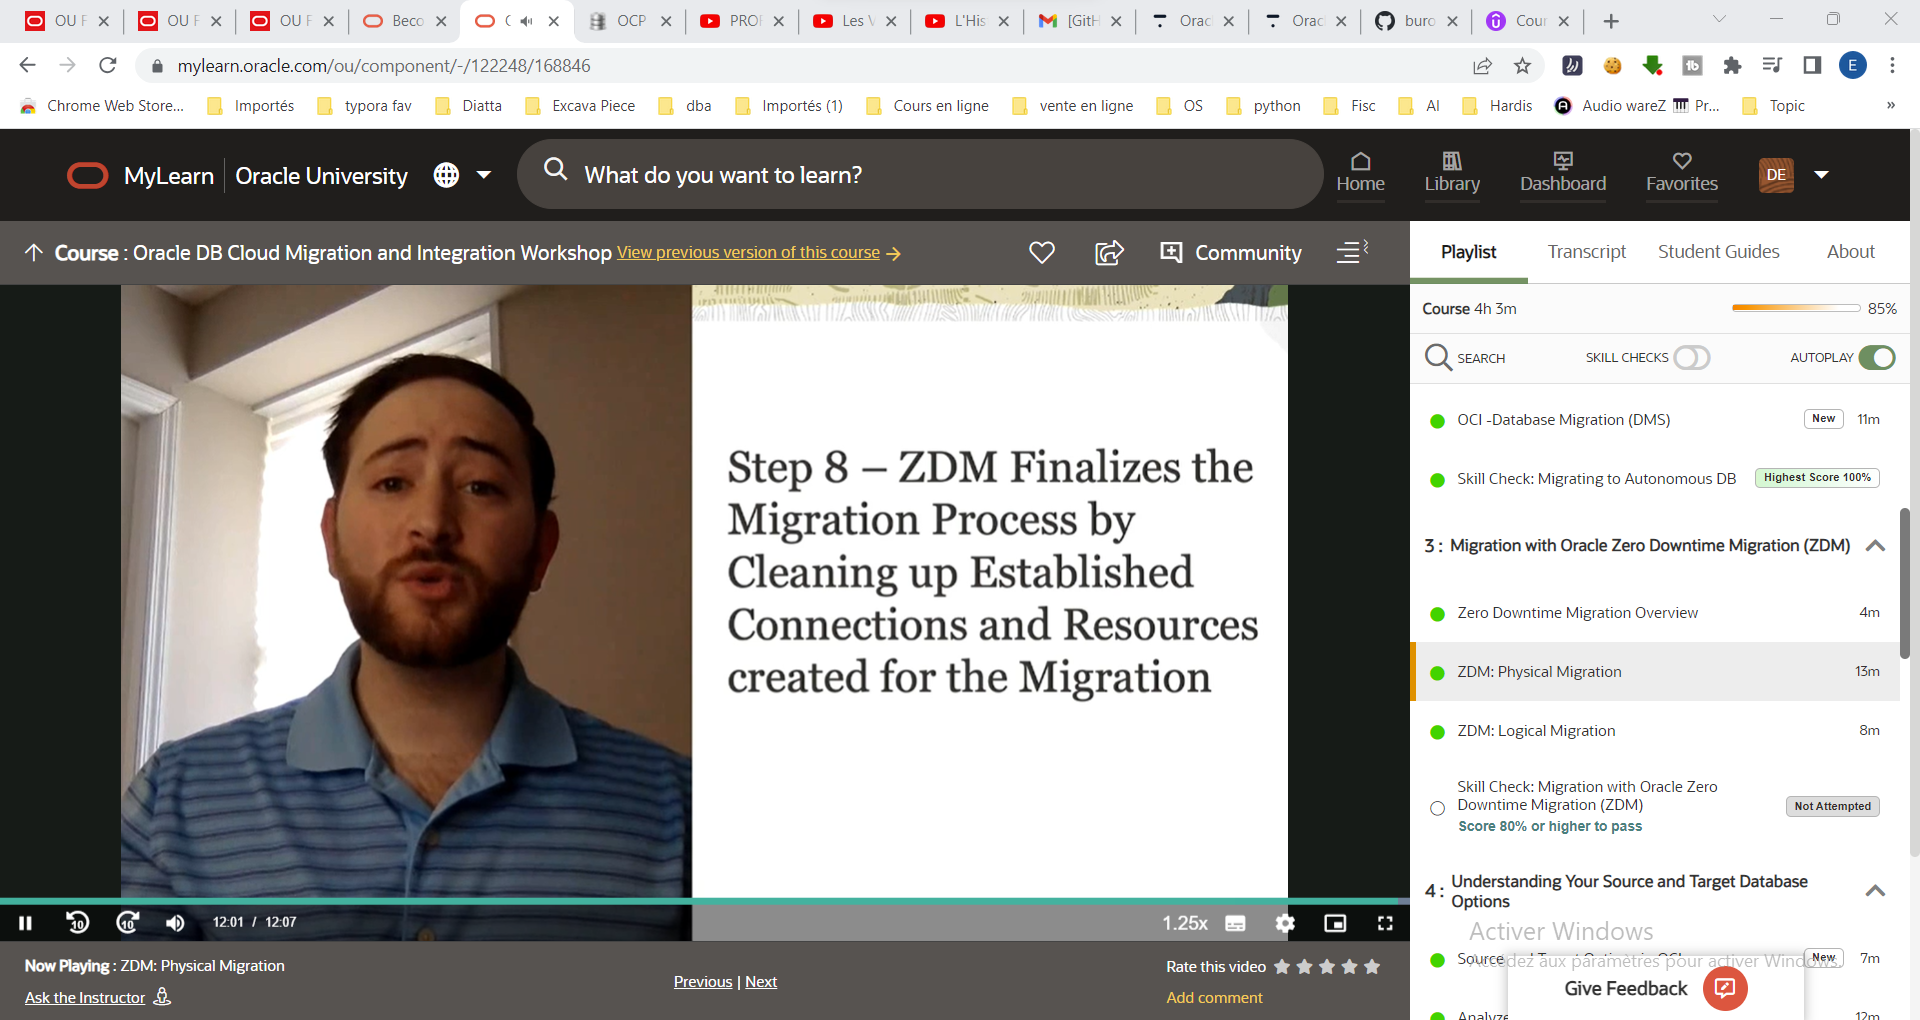 OU F
OU F
OU F
Beco
OCP
PROF
Les V
L'His
[GitH
Orac
Orac
buro
Cour
mylearn.oracle.com/ou/component/-/122248/168846
E
Chrome Web Store...
Importés
typora fav
Diatta
Excava Piece
dba
Importés (1)
Cours en ligne
vente en ligne
OS
python
Fisc
AI
Hardis
Audio wareZ
Pr...
Topic
»
MyLearn
Oracle University
What do you want to learn?
Home
Library
Dashboard
Favorites
DE
Course : Oracle DB Cloud Migration and Integration Workshop View previous version of this course
Community
Playlist
Transcript
Student Guides
About
Course 4h 3m
85%
SEARCH
SKILL CHECKS
AUTOPLAY
Step 8 – ZDM Finalizes the
Migration Process by
Cleaning up Established
Connections and Resources
created for the Migration
OCI -Database Migration (DMS)
New
11m
Skill Check: Migrating to Autonomous DB
Highest Score 100%
3 : Migration with Oracle Zero Downtime Migration (ZDM)
Zero Downtime Migration Overview
4m
ZDM: Physical Migration
13m
ZDM: Logical Migration
8m
Skill Check: Migration with Oracle Zero
Downtime Migration (ZDM)
Not Attempted
Score 80% or higher to pass
4 : Understanding Your Source and Target Database
Options
Activer Windows
Accédez aux paramètres pour activer Windows.
New
7m
12m
Give Feedback
12:01 / 12:07
1.25x
Now Playing : ZDM: Physical Migration
Ask the Instructor
Previous | Next
Rate this video
Add comment